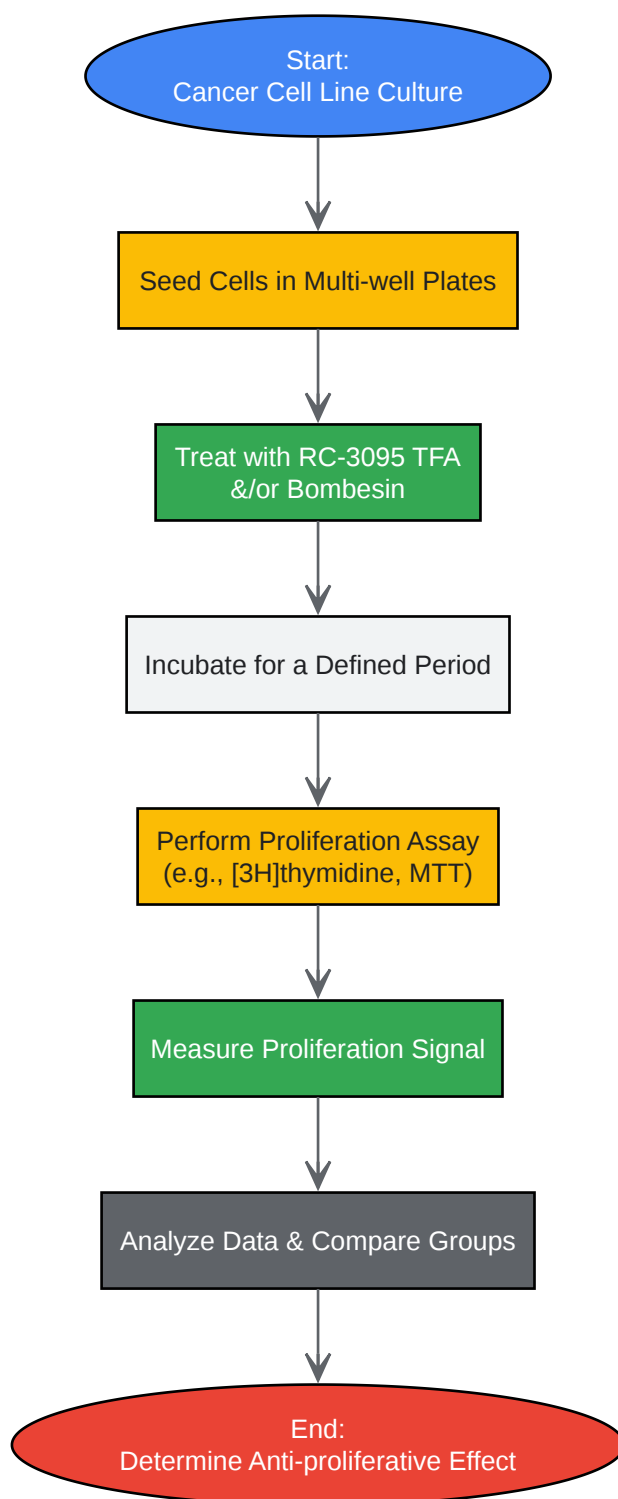 Start:
Cancer Cell Line Culture
Seed Cells in Multi-well Plates
Treat with RC-3095 TFA
&/or Bombesin
Incubate for a Defined Period
Perform Proliferation Assay
(e.g., [3H]thymidine, MTT)
Measure Proliferation Signal
Analyze Data & Compare Groups
End:
Determine Anti-proliferative Effect